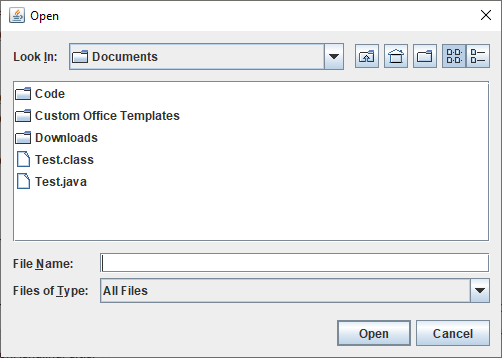 Open
Look In: Documents
Code
Custom Office Templates
Downloads
Test.class
Test.java
File Name:
Files of Type: All Files
Open Cancel